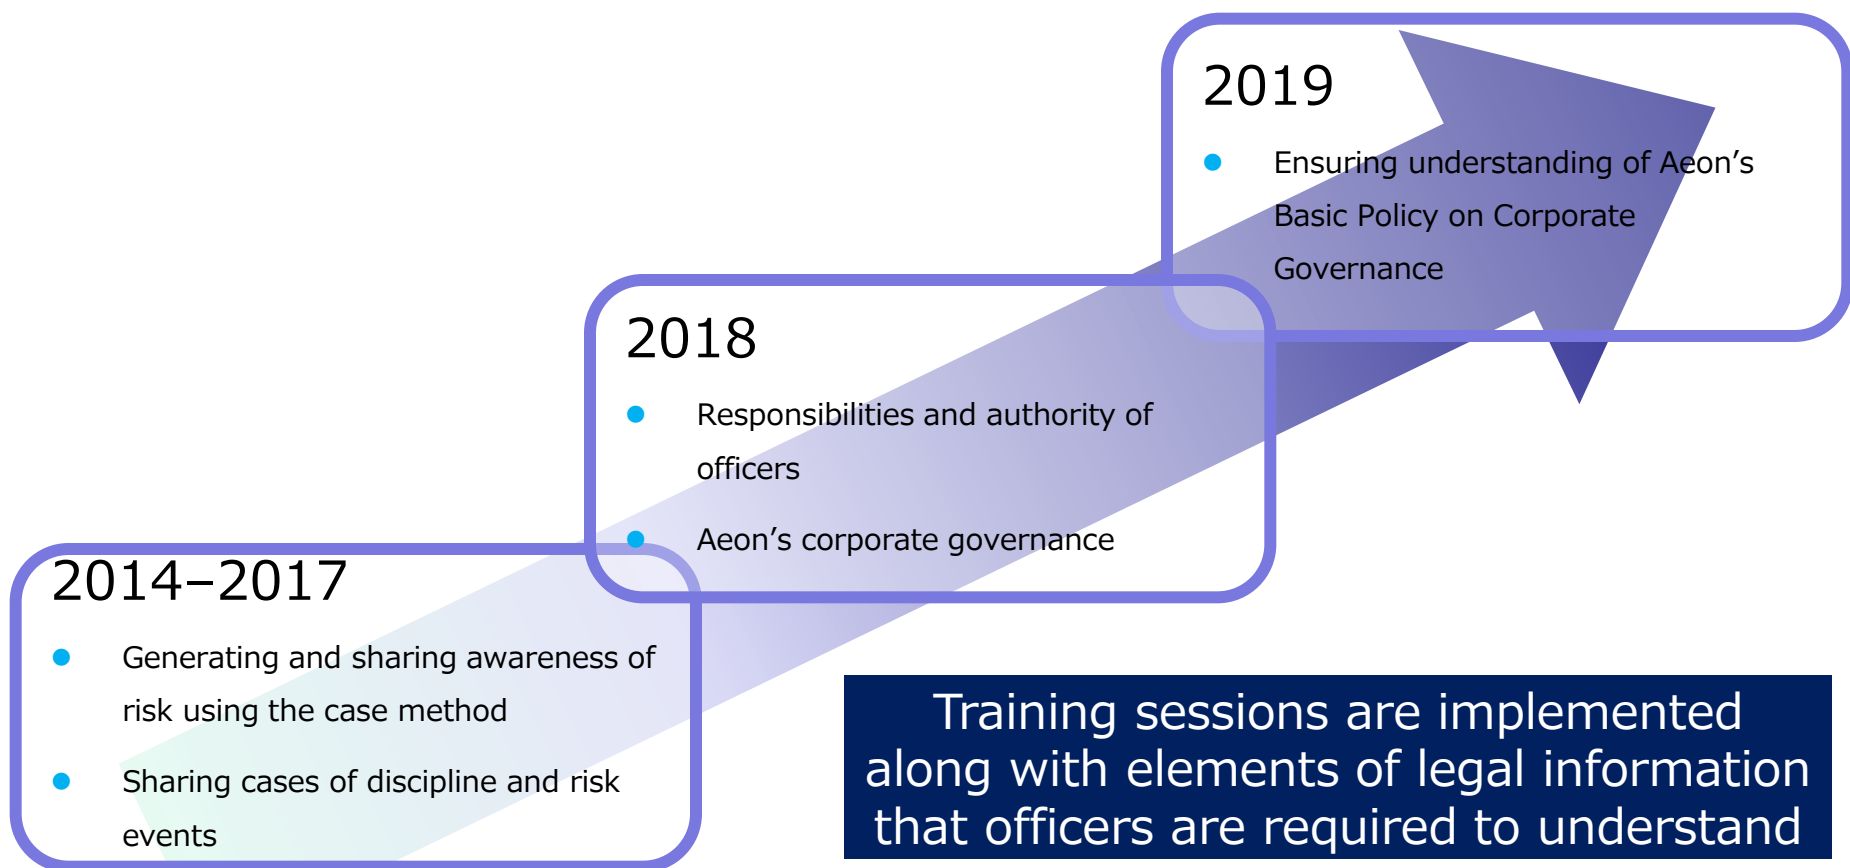 2019
● Ensuring understanding of Aeon’s
Basic Policy on Corporate
Governance
2018
● Responsibilities and authority of
officers
● Aeon’s corporate governance
2014–2017
● Generating and sharing awareness of
risk using the case method
● Sharing cases of discipline and risk
events
Training sessions are implemented
along with elements of legal information
that officers are required to understand